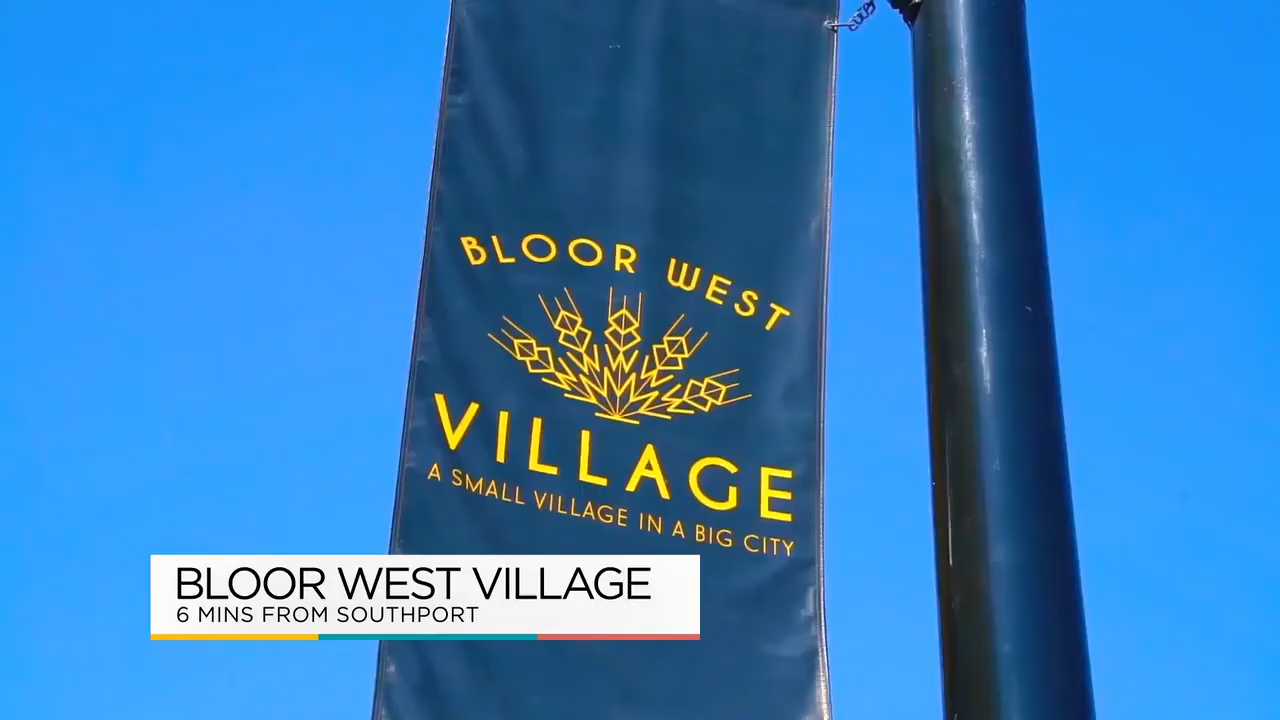 BLOOR WEST
VILLAGE
A SMALL VILLAGE IN A BIG CITY
BLOOR WEST VILLAGE
6 MINS FROM SOUTHPORT